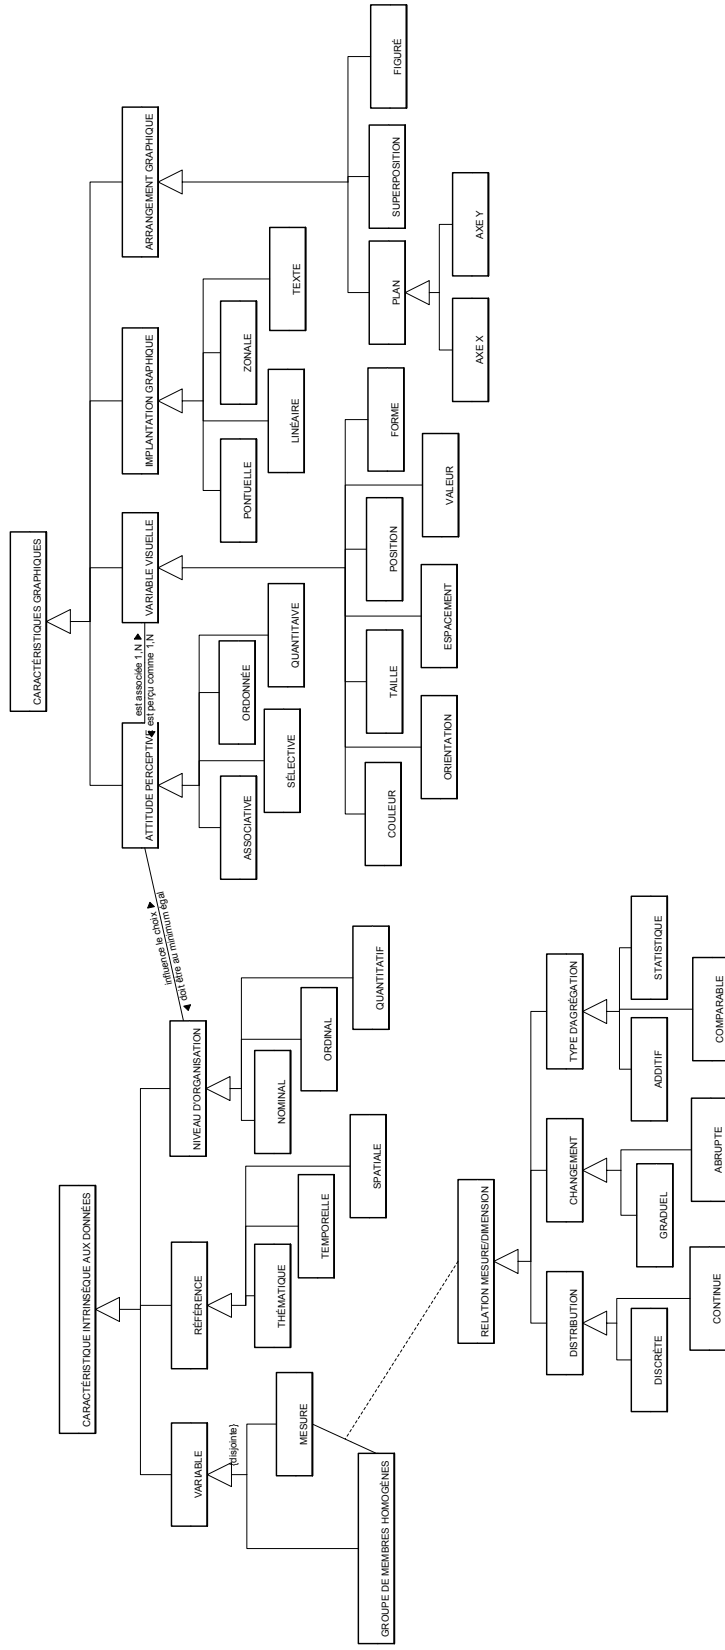 CARACTÉRISTIQUES GRAPHIQUES
ATTITUDE PERCEPTIVE
est associée 1,N ►
◄ est perçu comme 1,N
VARIABLE VISUELLE
IMPLANTATION GRAPHIQUE
ARRANGEMENT GRAPHIQUE
ASSOCIATIVE
SÉLECTIVE
ORDONNÉE
QUANTITAIVE
PONTUELLE
LINÉAIRE
ZONALE
TEXTE
COULEUR
ORIENTATION
TAILLE
ESPACEMENT
POSITION
VALEUR
FORME
PLAN
SUPERPOSITION
FIGURÉ
AXE X
AXE Y
influence le choix ►
◄ doit être au minimum égal
CARACTÉRISTIQUE INTRINSÈQUE AUX DONNÉES
VARIABLE
RÉFÉRENCE
NIVEAU D'ORGANISATION
{disjointe}
GROUPE DE MEMBRES HOMOGÈNES
MESURE
THÉMATIQUE
TEMPORELLE
SPATIALE
NOMINAL
ORDINAL
QUANTITATIF
RELATION MESURE/DIMENSION
DISTRIBUTION
CHANGEMENT
TYPE D'AGRÉGATION
DISCRÈTE
CONTINUE
GRADUEL
ABRUPTE
ADDITIF
COMPARABLE
STATISTIQUE